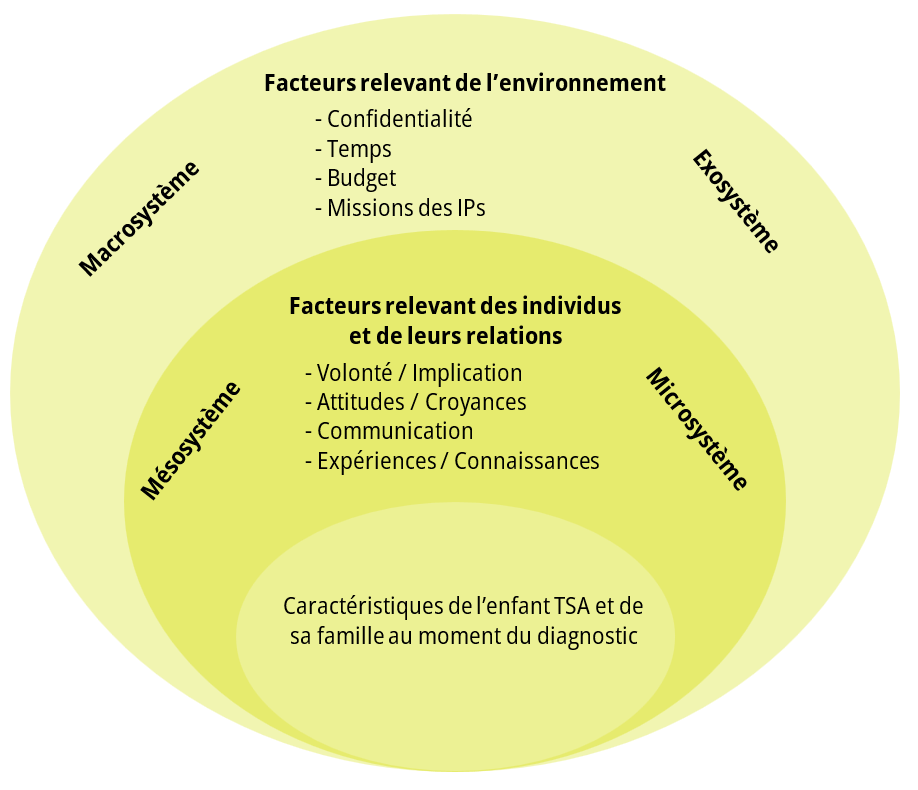 Facteurs relevant de l’environnement
- Confidentialité
- Temps
- Budget
- Missions des IPs
Macrosystème
Exosystème
Facteurs relevant des individus
et de leurs relations
- Volonté / Implication
- Attitudes / Croyances
- Communication
- Expériences / Connaissances
Mésosystème
Microsystème
Caractéristiques de l’enfant TSA et de
sa famille au moment du diagnostic